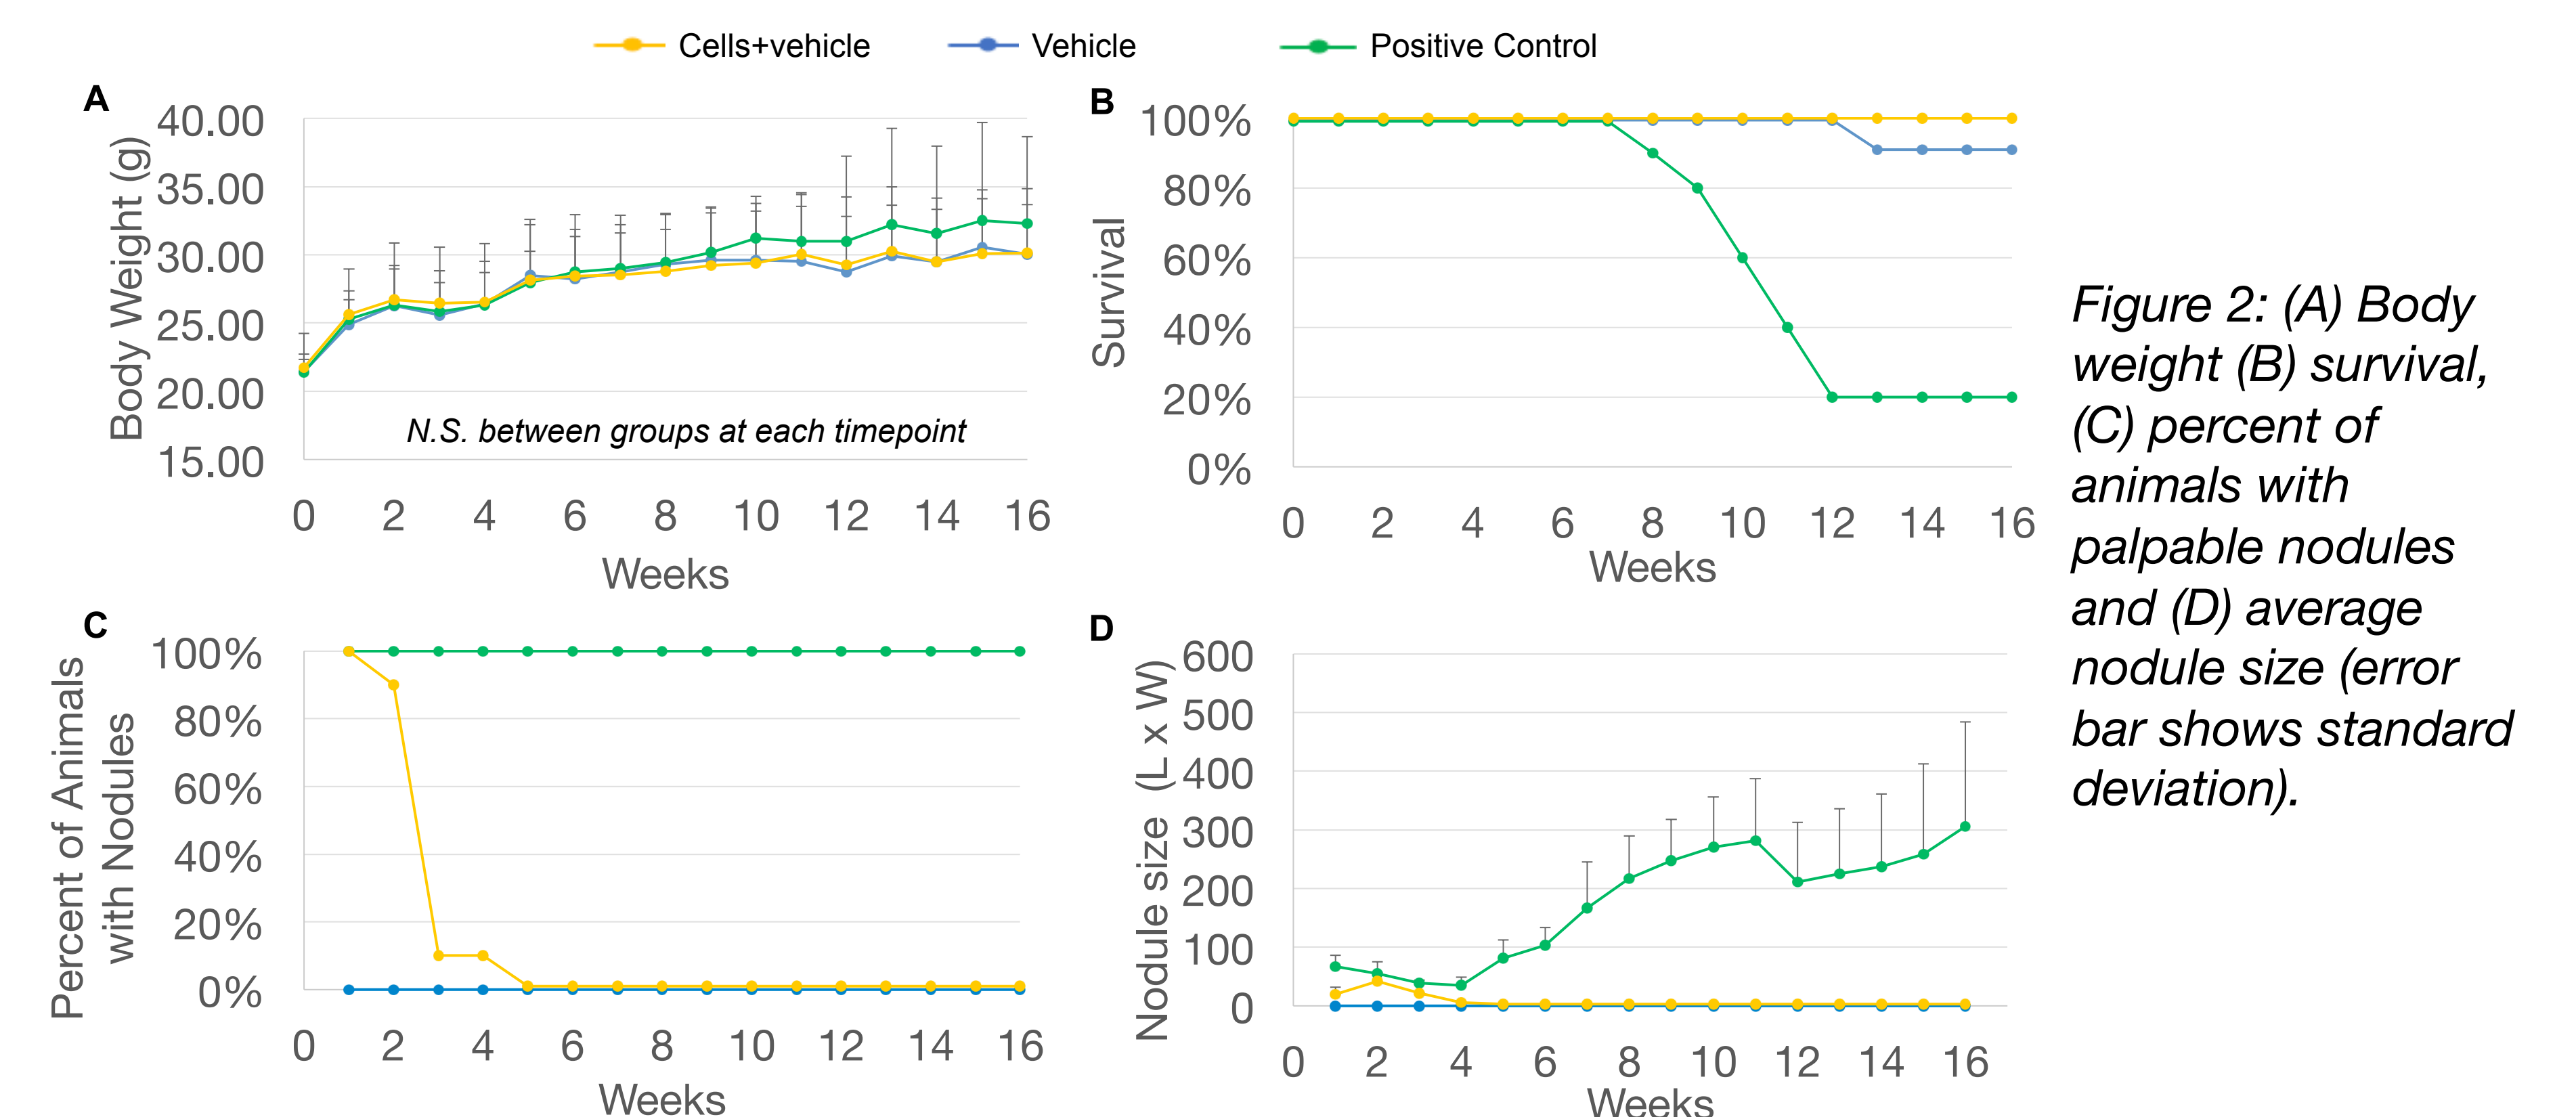 Cells+vehicle Vehicle Positive Control
A
Body Weight (g)
40.00
35.00
30.00
25.00
20.00
15.00
N.S. between groups at each timepoint
0 2 4 6 8 10 12 14 16
Weeks
B
Survival
100%
80%
60%
40%
20%
0%
0 2 4 6 8 10 12 14 16
Weeks
C
Percent of Animals
with Nodules
100%
80%
60%
40%
20%
0%
0 2 4 6 8 10 12 14 16
Weeks
D
Nodule size (L x W)
600
500
400
300
200
100
0
0 2 4 6 8 10 12 14 16
Weeks
Figure 2: (A) Body
weight (B) survival,
(C) percent of
animals with
palpable nodules
and (D) average
nodule size (error
bar shows standard
deviation).